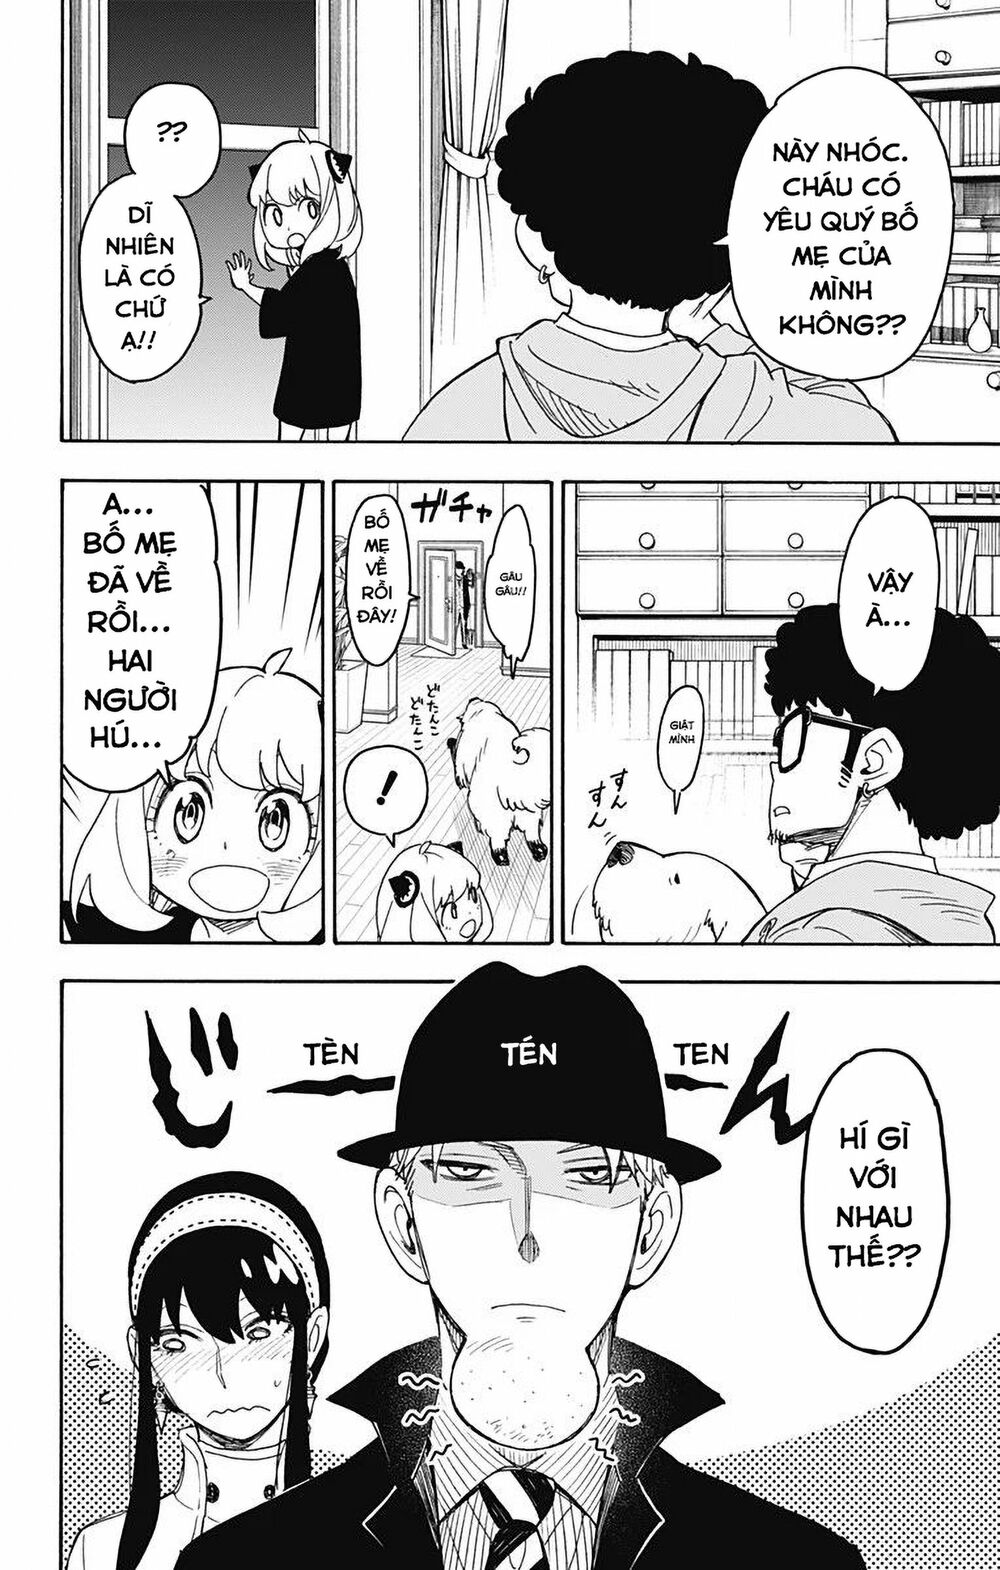 NÀY NHÓC.
CHÁU CÓ
YÊU QUÝ BỐ
MẸ CỦA
MÌNH
KHÔNG??
??
DĨ
NHIÊN
LÀ CÓ
CHỨ
Ạ!!
VẬY
À...
GIẬT
MÌNH
すんすん
ガチャ
GÂU
GÂU!!
BỐ
MẸ
VỀ
RỒI
ĐÂY!
どたんこ
どたんこ
!
A...
BỐ MẸ
ĐÃ VỀ
RỒI...
HAI
NGƯỜI
HÚ...
TÈN
TÉN
TEN
HÍ GÌ
VỚI
NHAU
THẾ??